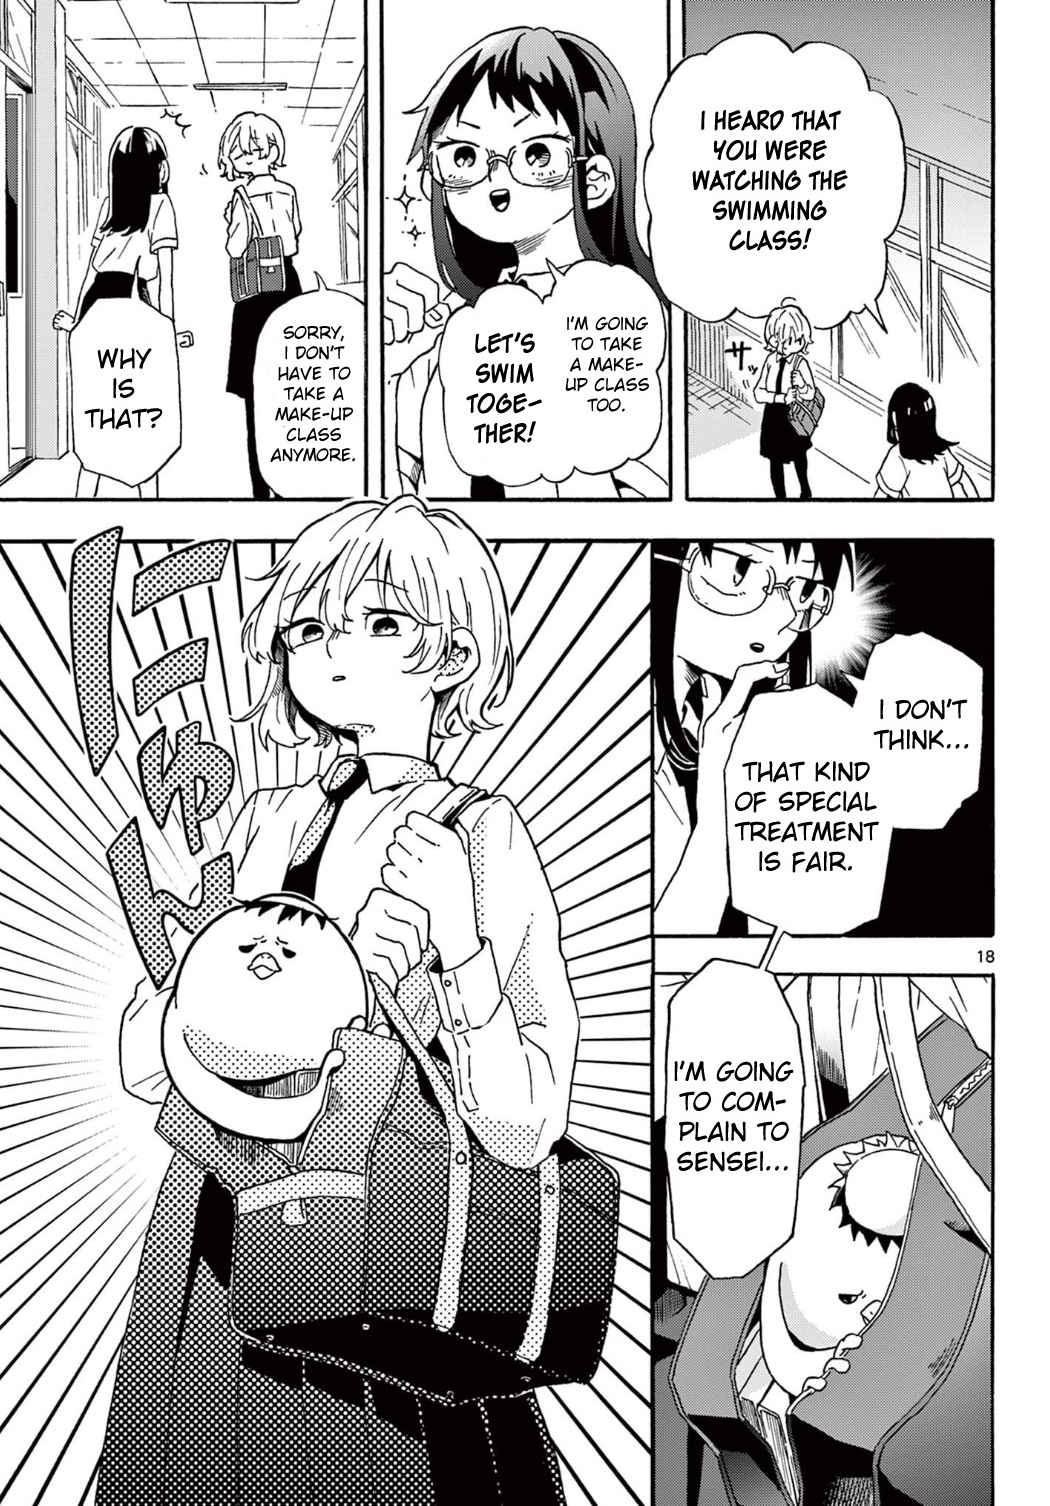 I HEARD THAT
YOU WERE
WATCHING THE
SWIMMING
CLASS!
サッ
I'M GOING
TO TAKE
A MAKE-
UP CLASS
TOO.
LET'S
SWIM
TOGE-
THER!
SORRY,
I DON'T
HAVE TO
TAKE A
MAKE-UP
CLASS
ANYMORE.
WHY
IS
THAT?
I DON'T
THINK...
THAT KIND
OF SPECIAL
TREATMENT
IS FAIR.
18
I'M GOING
TO COM-
PLAIN TO
SENSEI...